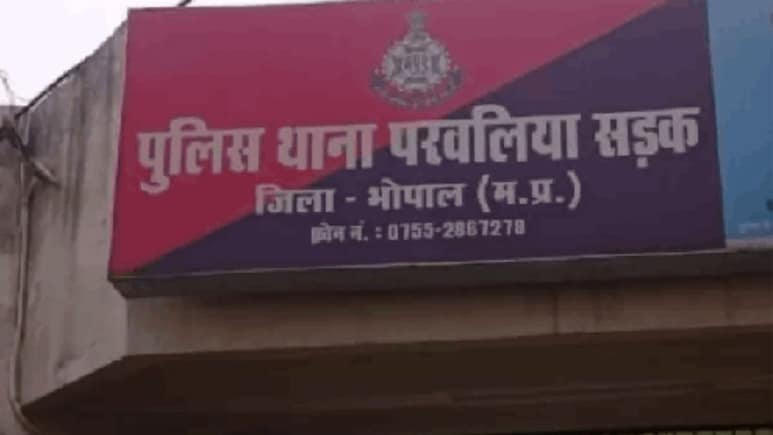 पुलिस थाना परवलिया सड़क
जिला - भोपाल (म.प्र.)
फ़ोन नं. : 0755-2867278